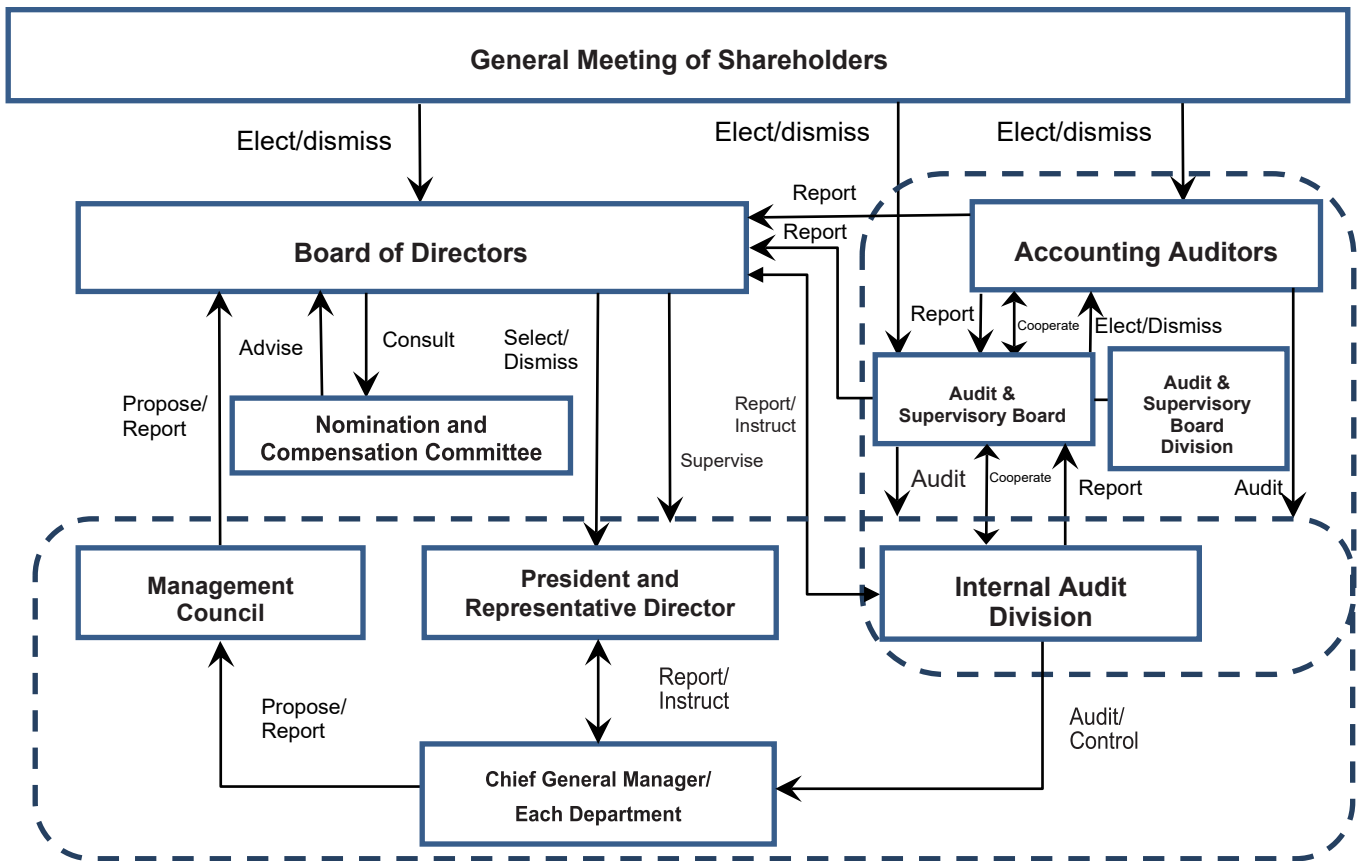 General Meeting of Shareholders
Elect/dismiss
Elect/dismiss
Elect/dismiss
Report
Report
Board of Directors
Accounting Auditors
Advise
Consult
Select/
Dismiss
Report
Cooperate
Elect/Dismiss
Propose/
Report
Nomination and
Compensation Committee
Supervise
Report/
Instruct
Audit &
Supervisory Board
Audit &
Supervisory
Board
Division
Audit
Cooperate
Report
Audit
Management
Council
President and
Representative Director
Internal Audit
Division
Propose/
Report
Report/
Instruct
Audit/
Control
Chief General Manager/
Each Department